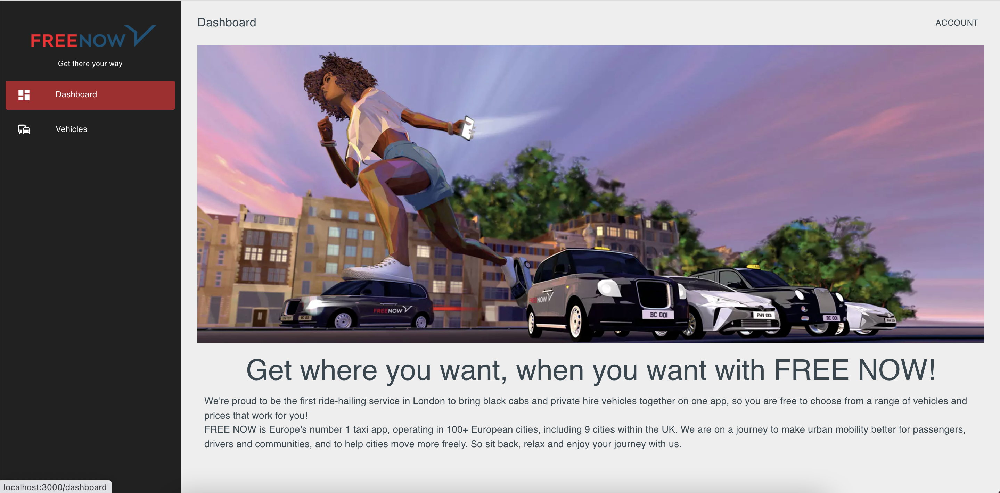 FREENOW
Get there your way
Dashboard
Vehicles
Dashboard
ACCOUNT
FREENOW
BC 001
FREENOW
BC 001
PHV 001
TAXI
BC 001
PHV 001
Get where you want, when you want with FREE NOW!
We're proud to be the first ride-hailing service in London to bring black cabs and private hire vehicles together on one app, so you are free to choose from a range of vehicles and
prices that work for you!
FREE NOW is Europe's number 1 taxi app, operating in 100+ European cities, including 9 cities within the UK. We are on a journey to make urban mobility better for passengers,
drivers and communities, and to help cities move more freely. So sit back, relax and enjoy your journey with us.
localhost:3000/dashboard